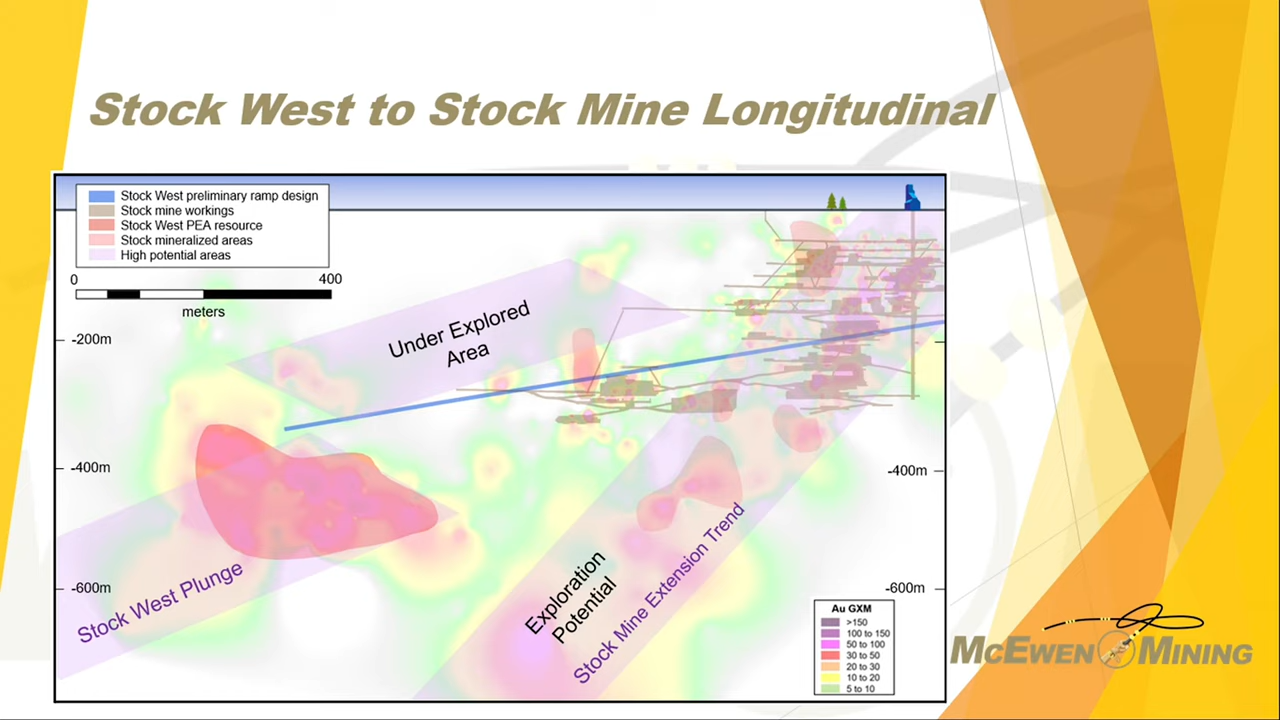 Stock West to Stock Mine Longitudinal
Stock West preliminary ramp design
Stock mine workings
Stock West PEA resource
Stock mineralized areas
High potential areas
0 400
meters
-200m
Under Explored
Area
-400m
-400m
-600m
-600m
Stock West Plunge
Exploration
Potential
Stock Mine Extension Trend
Au GXM
>150
100 to 150
50 to 100
30 to 50
20 to 30
10 to 20
5 to 10
McEwen Mining